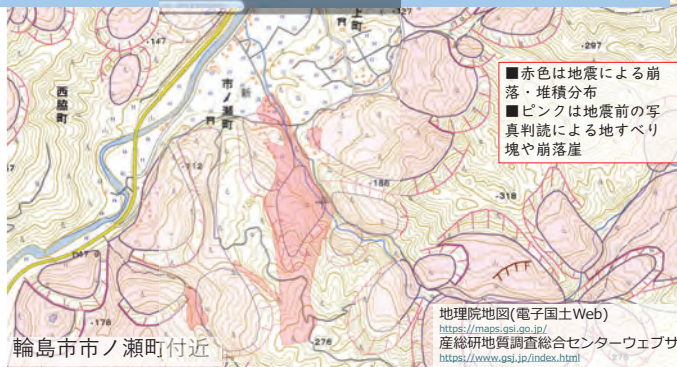 -147
-127
上町
-297
西脇町
市ノ瀬町
■赤色は地震による崩
落・堆積分布
■ピンクは地震前の写
真判読による地すべり
塊や崩落崖
-112
-186
-318
-178
-276
地理院地図(電子国土Web)
https://maps.gsi.go.jp/
産総研地質調査総合センターウェブサ
https://www.gsj.jp/index.html
輪島市市ノ瀬町付近